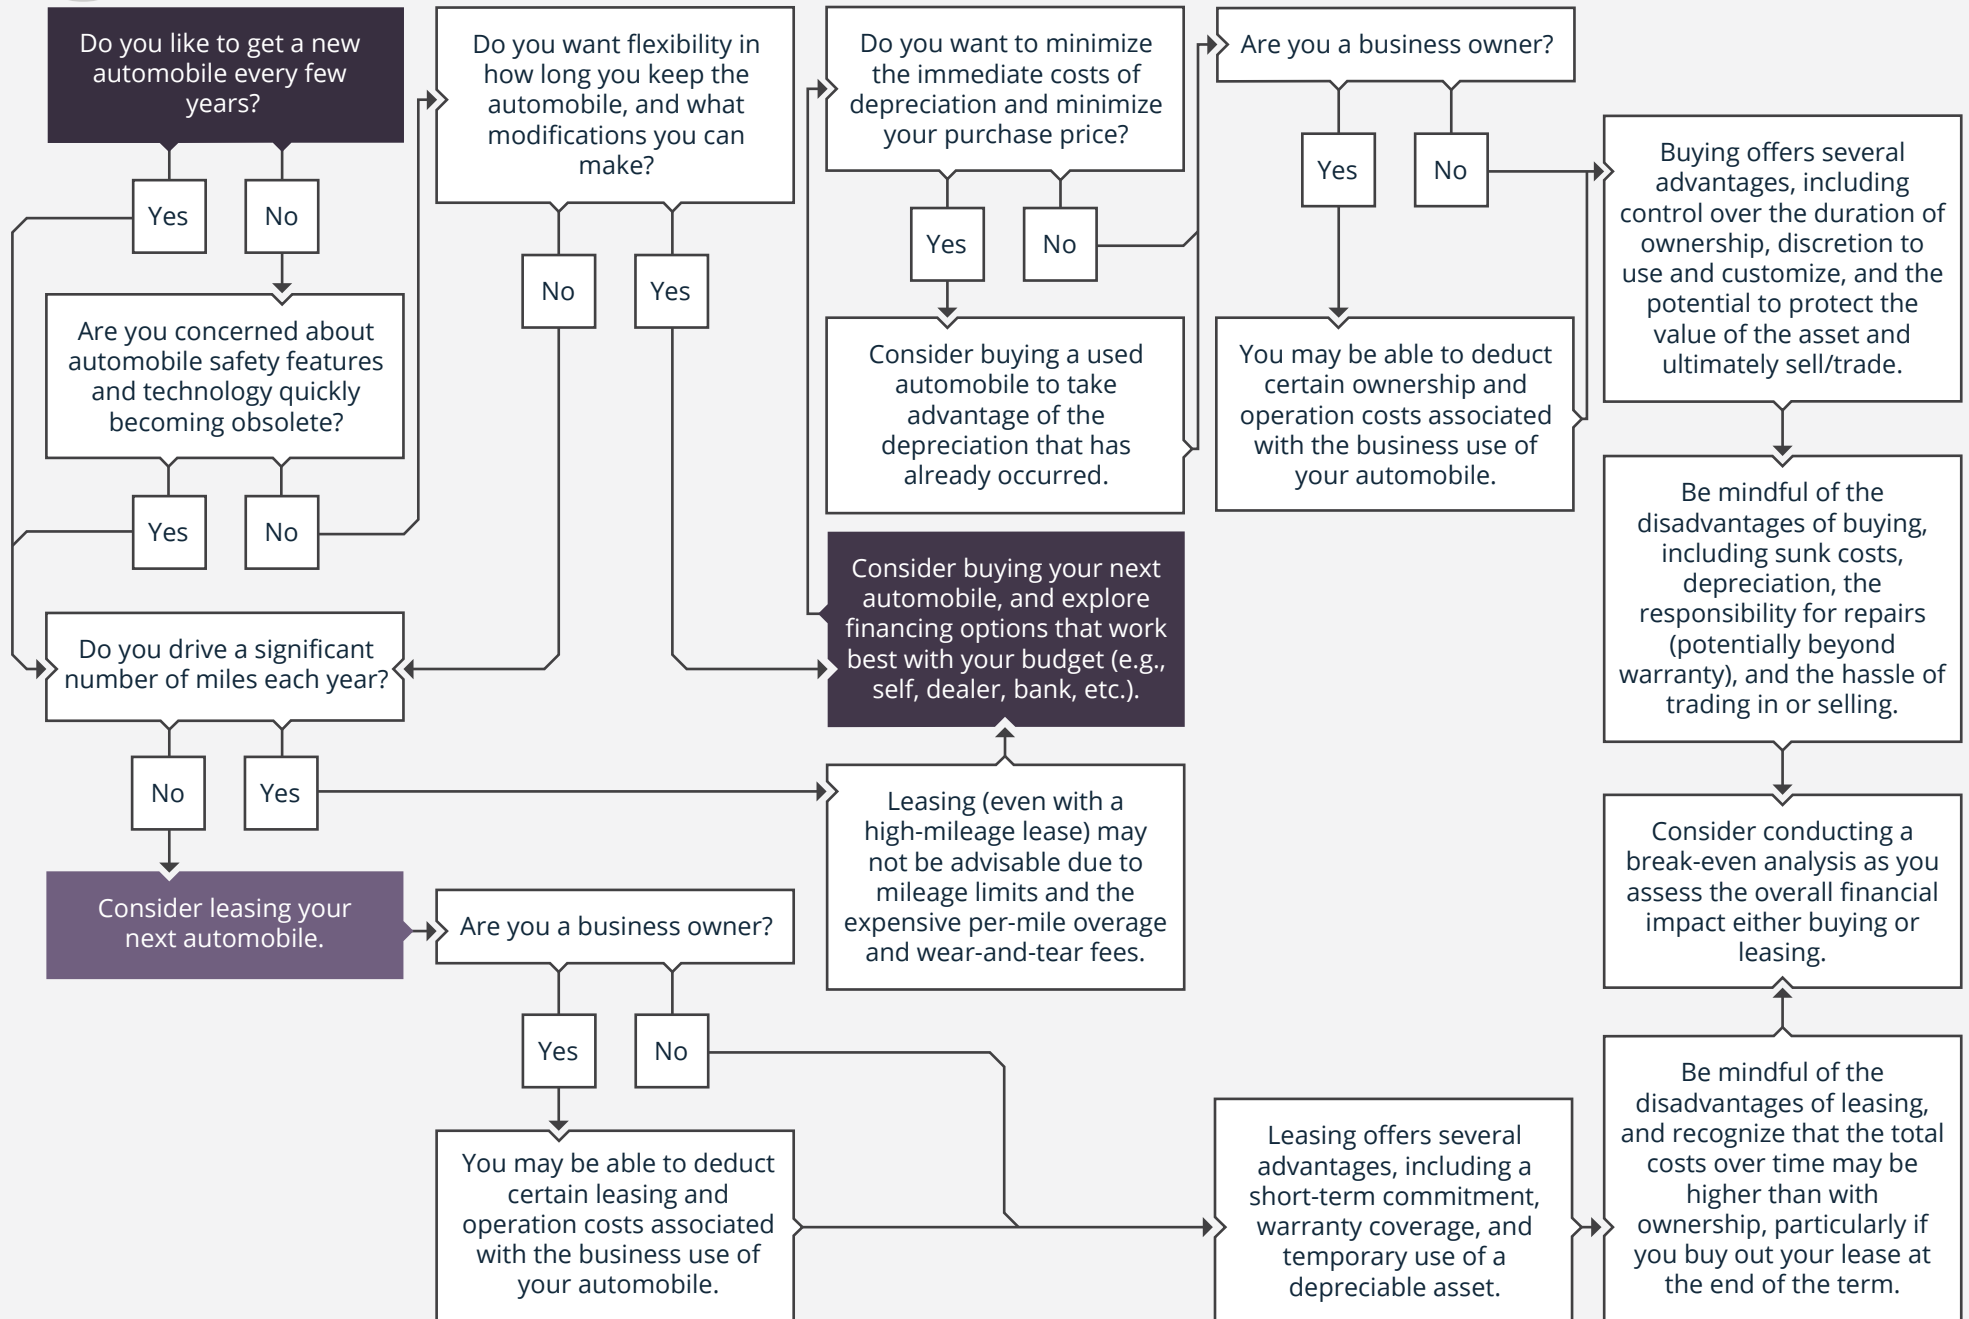 Do you like to get a new
automobile every few
years?
Yes
No
Are you concerned about
automobile safety features
and technology quickly
becoming obsolete?
Yes
No
Do you drive a significant
number of miles each year?
No
Yes
Consider leasing your
next automobile.
Do you want flexibility in
how long you keep the
automobile, and what
modifications you can
make?
No
Yes
Are you a business owner?
Yes
No
You may be able to deduct
certain leasing and
operation costs associated
with the business use of
your automobile.
Do you want to minimize
the immediate costs of
depreciation and minimize
your purchase price?
Yes
No
Consider buying a used
automobile to take
advantage of the
depreciation that has
already occurred.
Consider buying your next
automobile, and explore
financing options that work
best with your budget (e.g.,
self, dealer, bank, etc.).
Leasing (even with a
high-mileage lease) may
not be advisable due to
mileage limits and the
expensive per-mile overage
and wear-and-tear fees.
Are you a business owner?
Yes
No
You may be able to deduct
certain ownership and
operation costs associated
with the business use of
your automobile.
Leasing offers several
advantages, including a
short-term commitment,
warranty coverage, and
temporary use of a
depreciable asset.
Buying offers several
advantages, including
control over the duration of
ownership, discretion to
use and customize, and the
potential to protect the
value of the asset and
ultimately sell/trade.
Be mindful of the
disadvantages of buying,
including sunk costs,
depreciation, the
responsibility for repairs
(potentially beyond
warranty), and the hassle of
trading in or selling.
Consider conducting a
break-even analysis as you
assess the overall financial
impact either buying or
leasing.
Be mindful of the
disadvantages of leasing,
and recognize that the total
costs over time may be
higher than with
ownership, particularly if
you buy out your lease at
the end of the term.